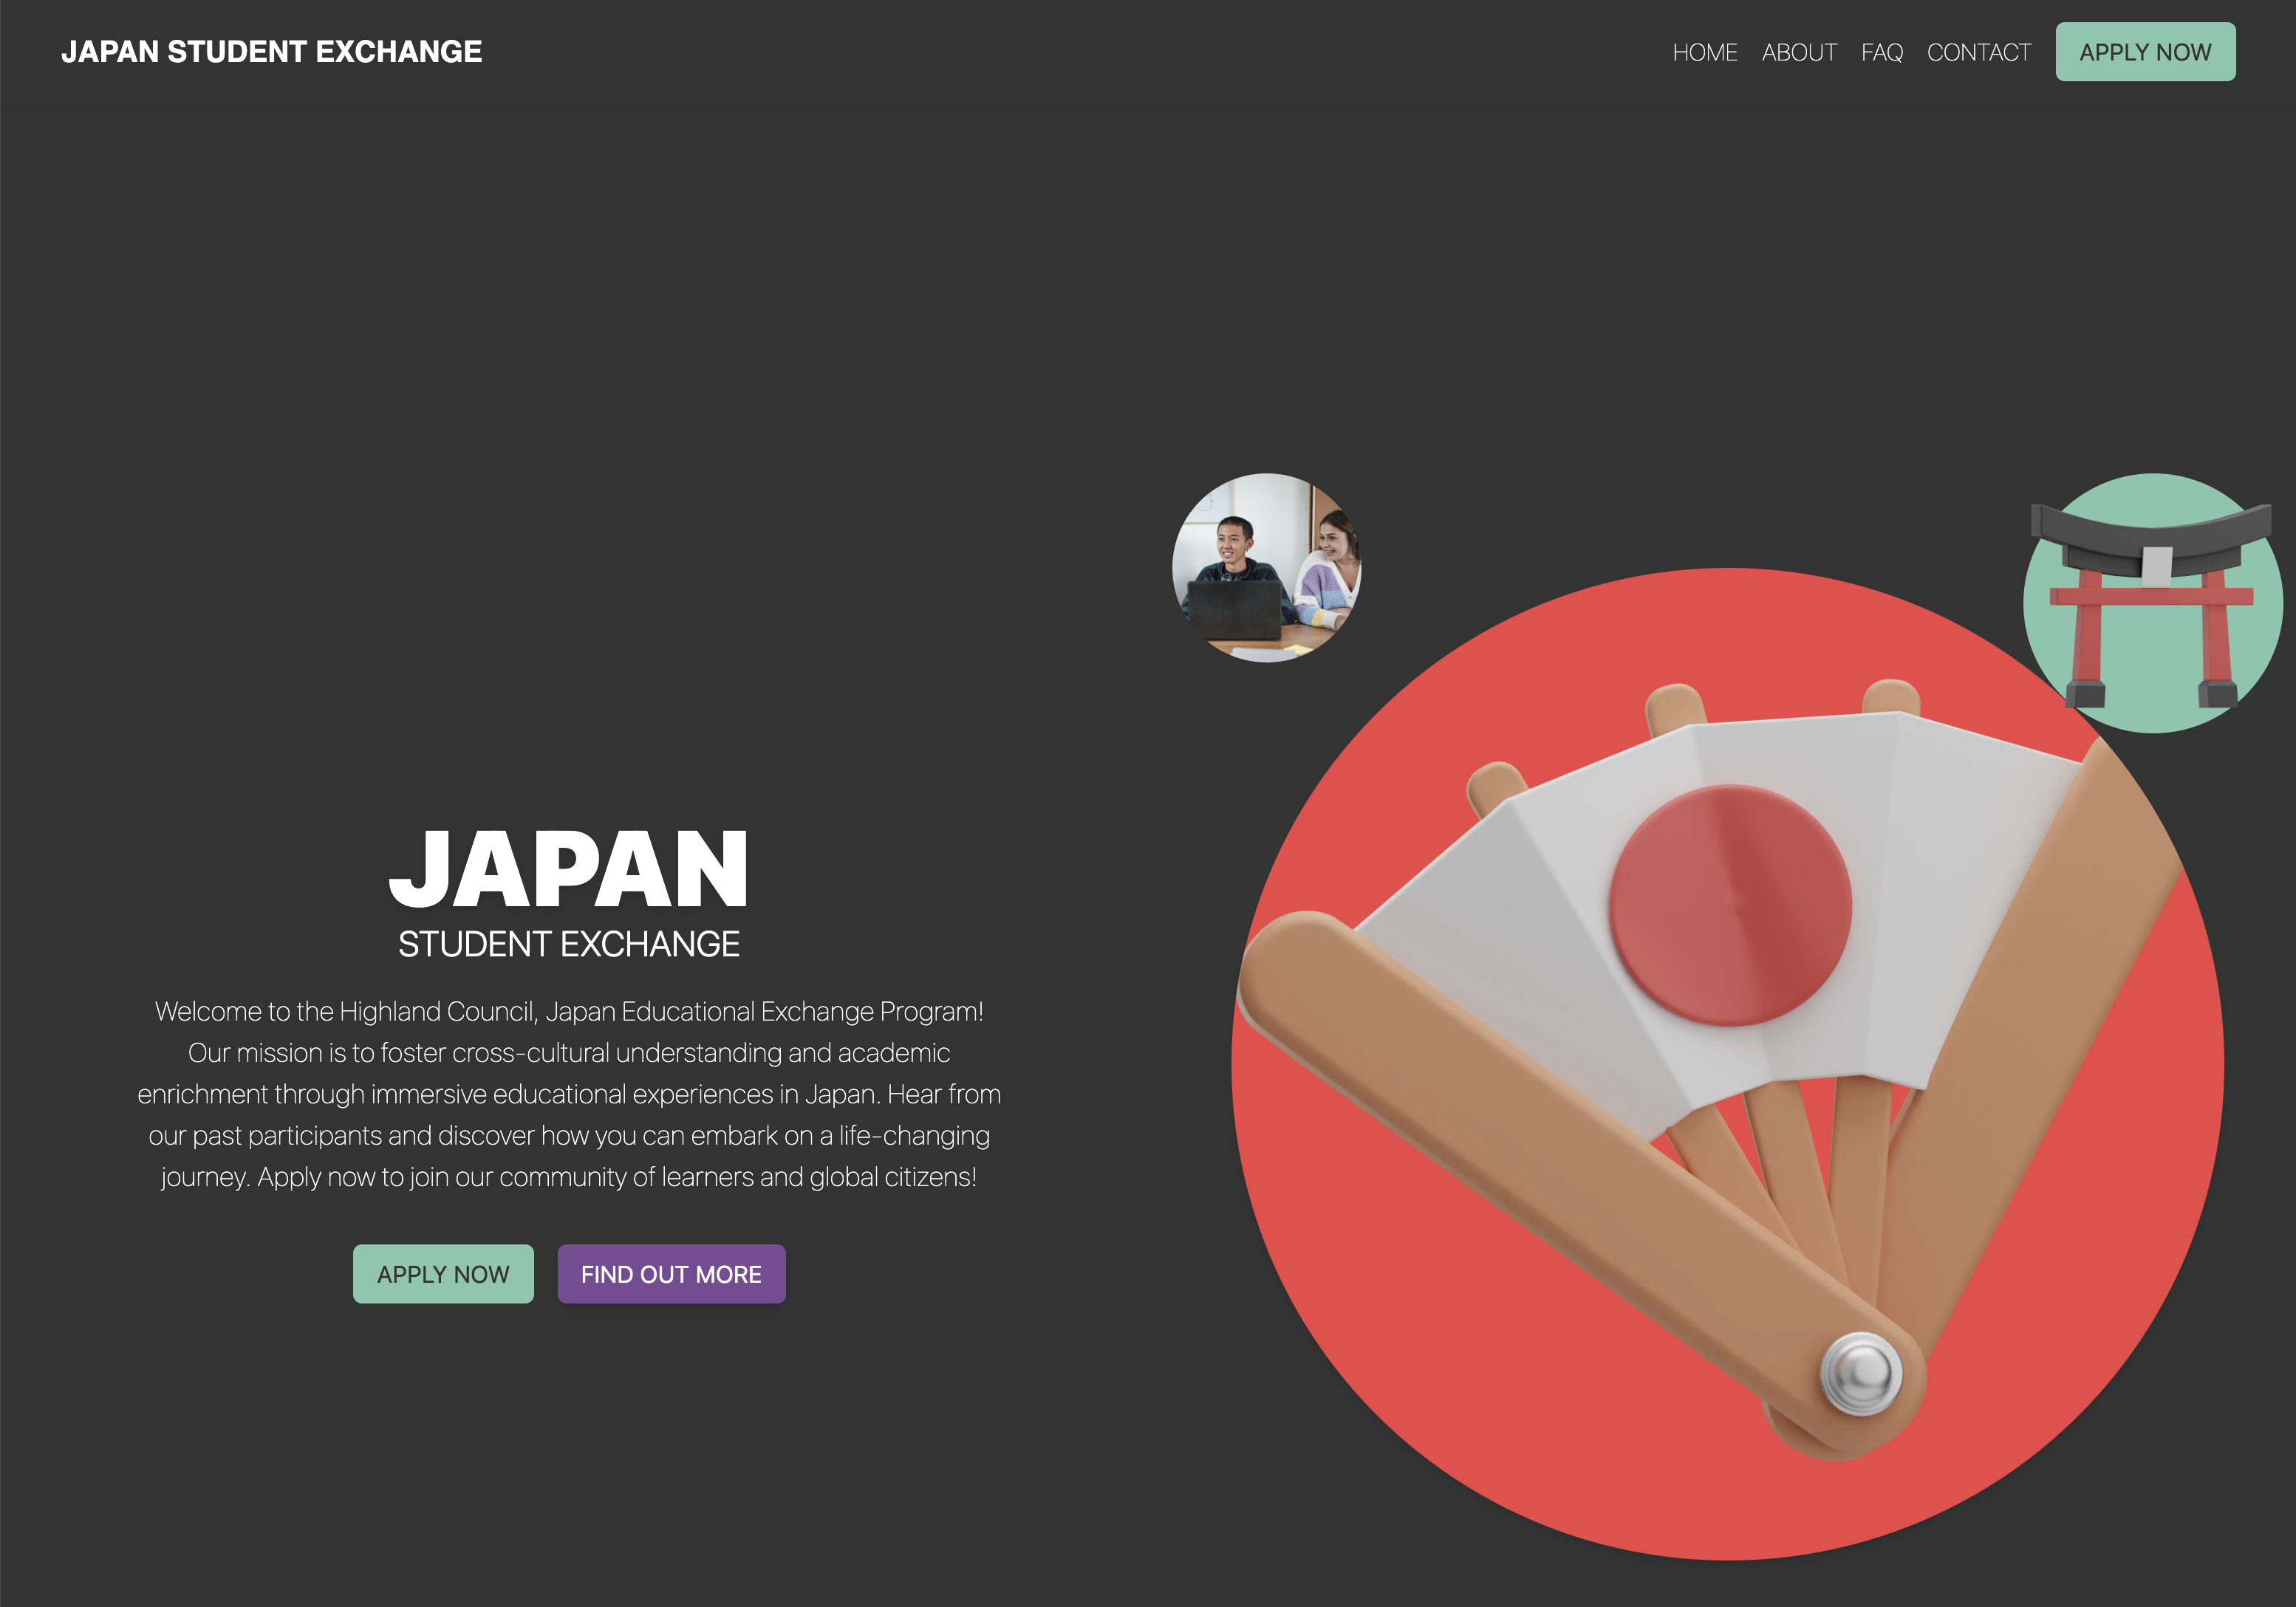 JAPAN STUDENT EXCHANGE
HOME ABOUT FAQ CONTACT APPLY NOW
JAPAN
STUDENT EXCHANGE
Welcome to the Highland Council, Japan Educational Exchange Program!
Our mission is to foster cross-cultural understanding and academic
enrichment through immersive educational experiences in Japan. Hear from
our past participants and discover how you can embark on a life-changing
journey. Apply now to join our community of learners and global citizens!
APPLY NOW FIND OUT MORE